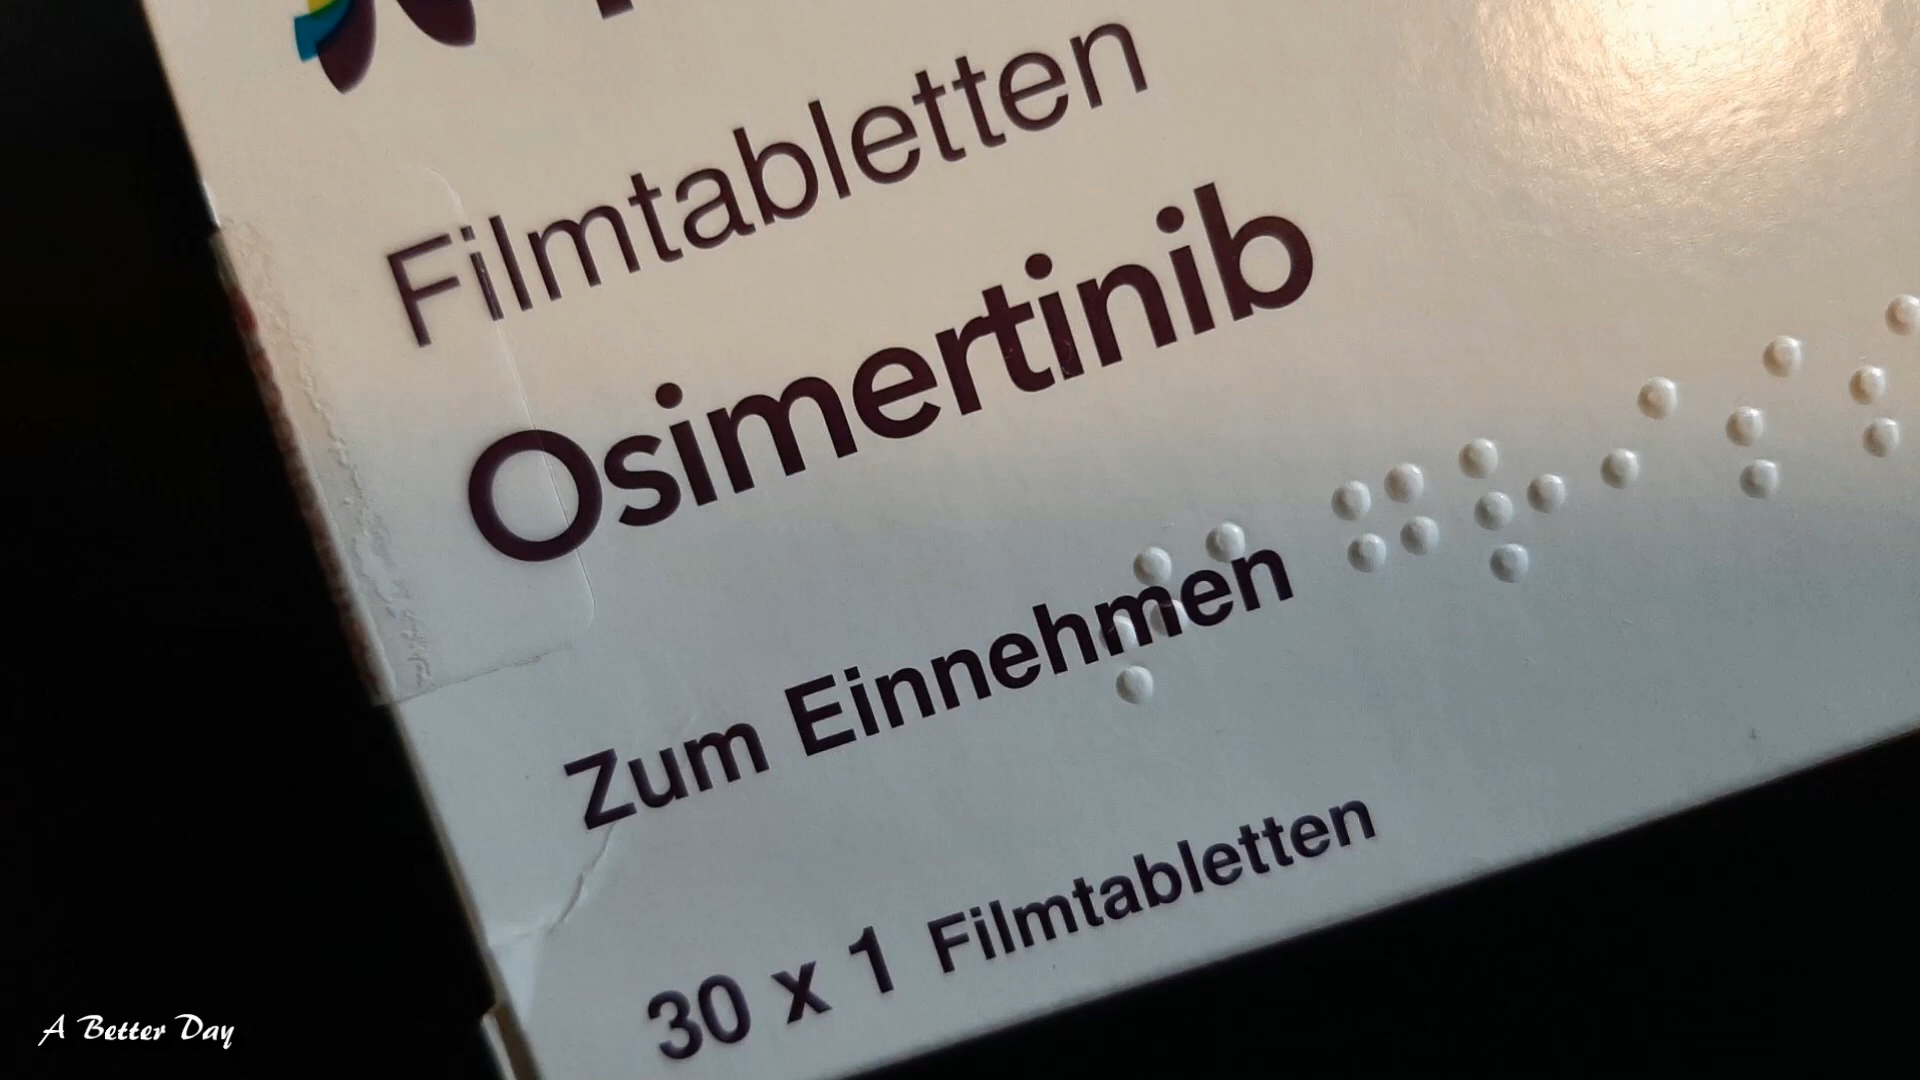 Filmtabletten
Osimertinib
Zum Einnehmen
30 x 1 Filmtabletten
A Better Day